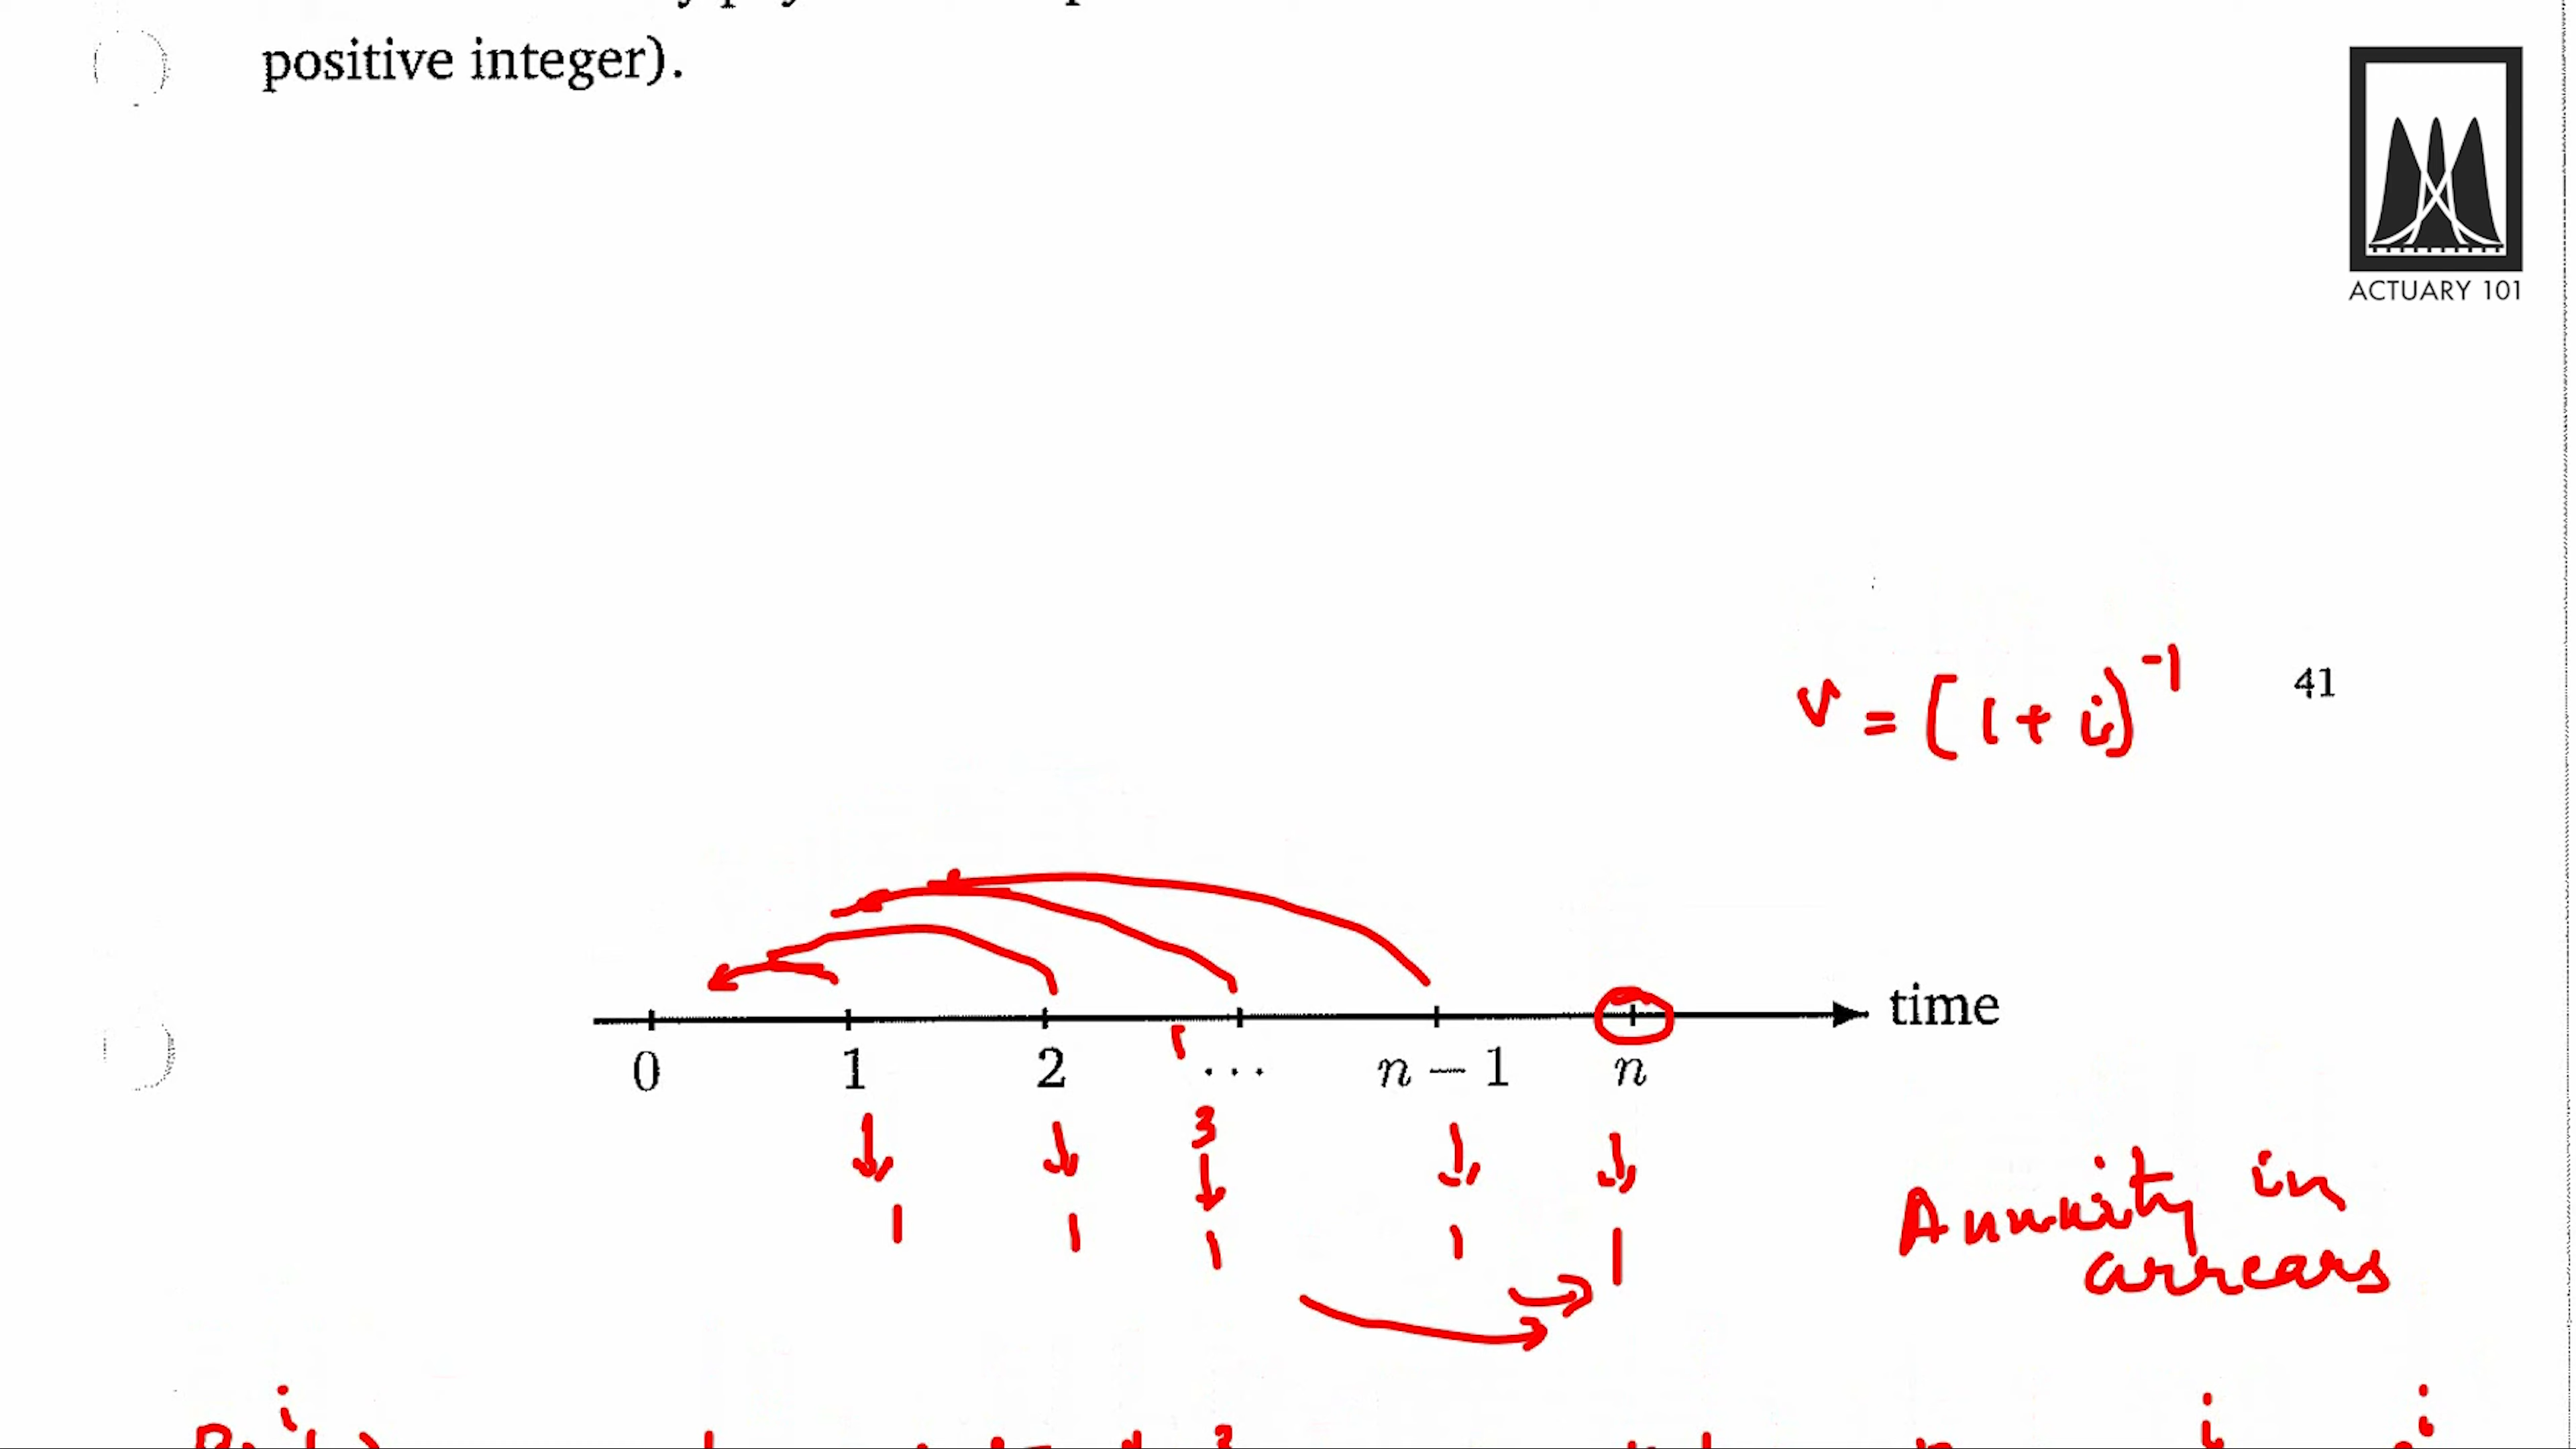 positive integer).
ACTUARY 101
v = (1 + i)⁻¹
41
time
0 1 2 ... n − 1 n
3
1 1 1 1 1
Annuity in
arrears